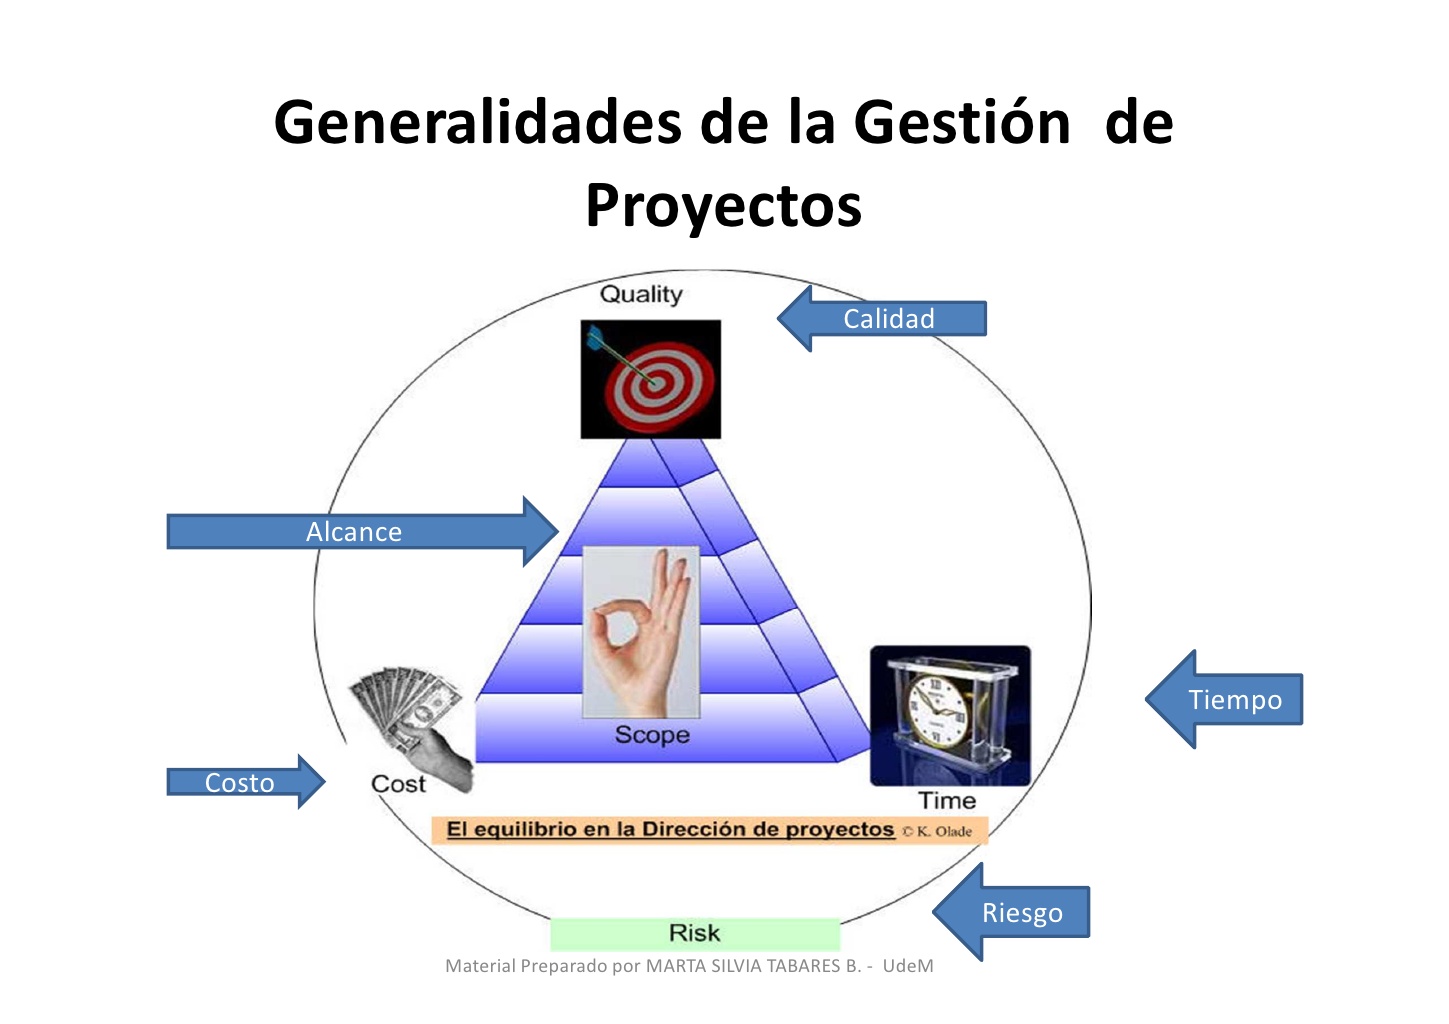 Generalidades de la Gestión de
Proyectos
Quality
Calidad
Alcance
Scope
Tiempo
Costo
Cost
Time
El equilibrio en la Dirección de proyectos © K. Olade
Riesgo
Risk
Material Preparado por MARTA SILVIA TABARES B. - UdeM